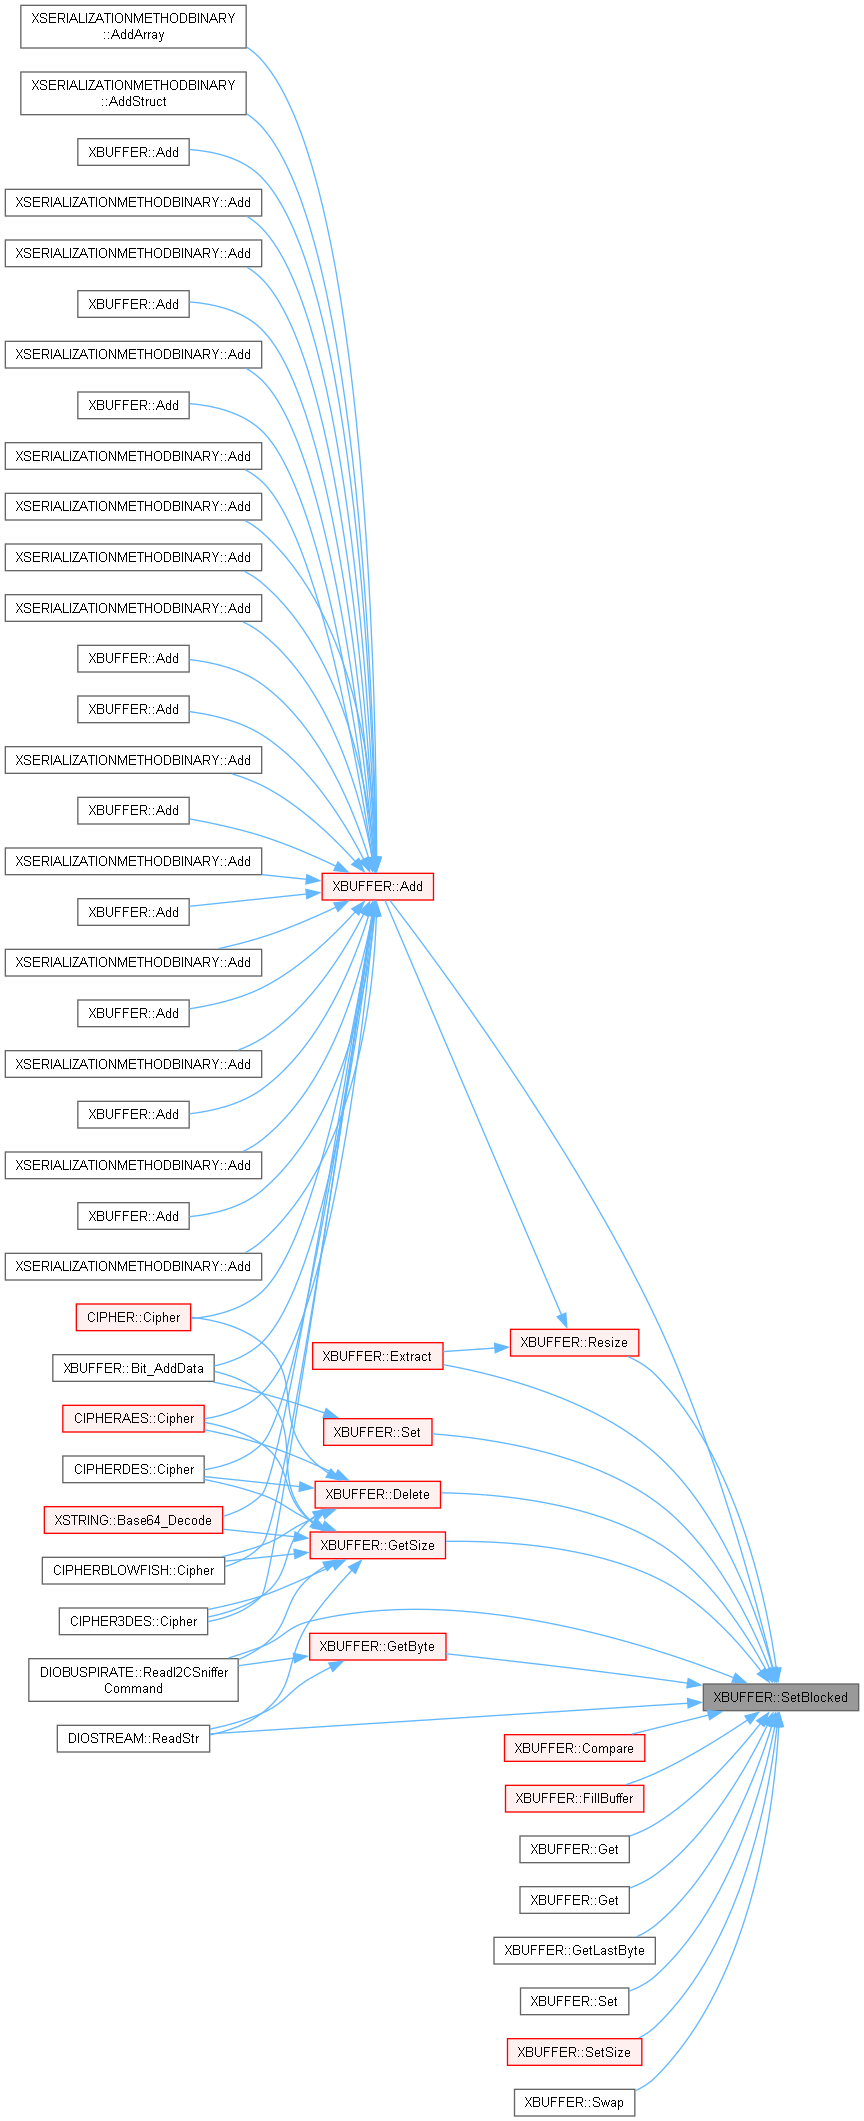 XSERIALIZATIONMETHODBINARY
::AddArray
XSERIALIZATIONMETHODBINARY
::AddStruct
XBUFFER::Add
XSERIALIZATIONMETHODBINARY::Add
XSERIALIZATIONMETHODBINARY::Add
XBUFFER::Add
XSERIALIZATIONMETHODBINARY::Add
XBUFFER::Add
XSERIALIZATIONMETHODBINARY::Add
XSERIALIZATIONMETHODBINARY::Add
XSERIALIZATIONMETHODBINARY::Add
XSERIALIZATIONMETHODBINARY::Add
XBUFFER::Add
XBUFFER::Add
XSERIALIZATIONMETHODBINARY::Add
XBUFFER::Add
XSERIALIZATIONMETHODBINARY::Add
XBUFFER::Add
XBUFFER::Add
XSERIALIZATIONMETHODBINARY::Add
XBUFFER::Add
XSERIALIZATIONMETHODBINARY::Add
XBUFFER::Add
XSERIALIZATIONMETHODBINARY::Add
XBUFFER::Add
XSERIALIZATIONMETHODBINARY::Add
CIPHER::Cipher
XBUFFER::Resize
XBUFFER::Extract
XBUFFER::Bit_AddData
CIPHERAES::Cipher
XBUFFER::Set
CIPHERDES::Cipher
XBUFFER::Delete
XSTRING::Base64_Decode
XBUFFER::GetSize
CIPHERBLOWFISH::Cipher
CIPHER3DES::Cipher
XBUFFER::GetByte
DIOBUSPIRATE::ReadI2CSniffer
Command
XBUFFER::SetBlocked
DIOSTREAM::ReadStr
XBUFFER::Compare
XBUFFER::FillBuffer
XBUFFER::Get
XBUFFER::Get
XBUFFER::GetLastByte
XBUFFER::Set
XBUFFER::SetSize
XBUFFER::Swap